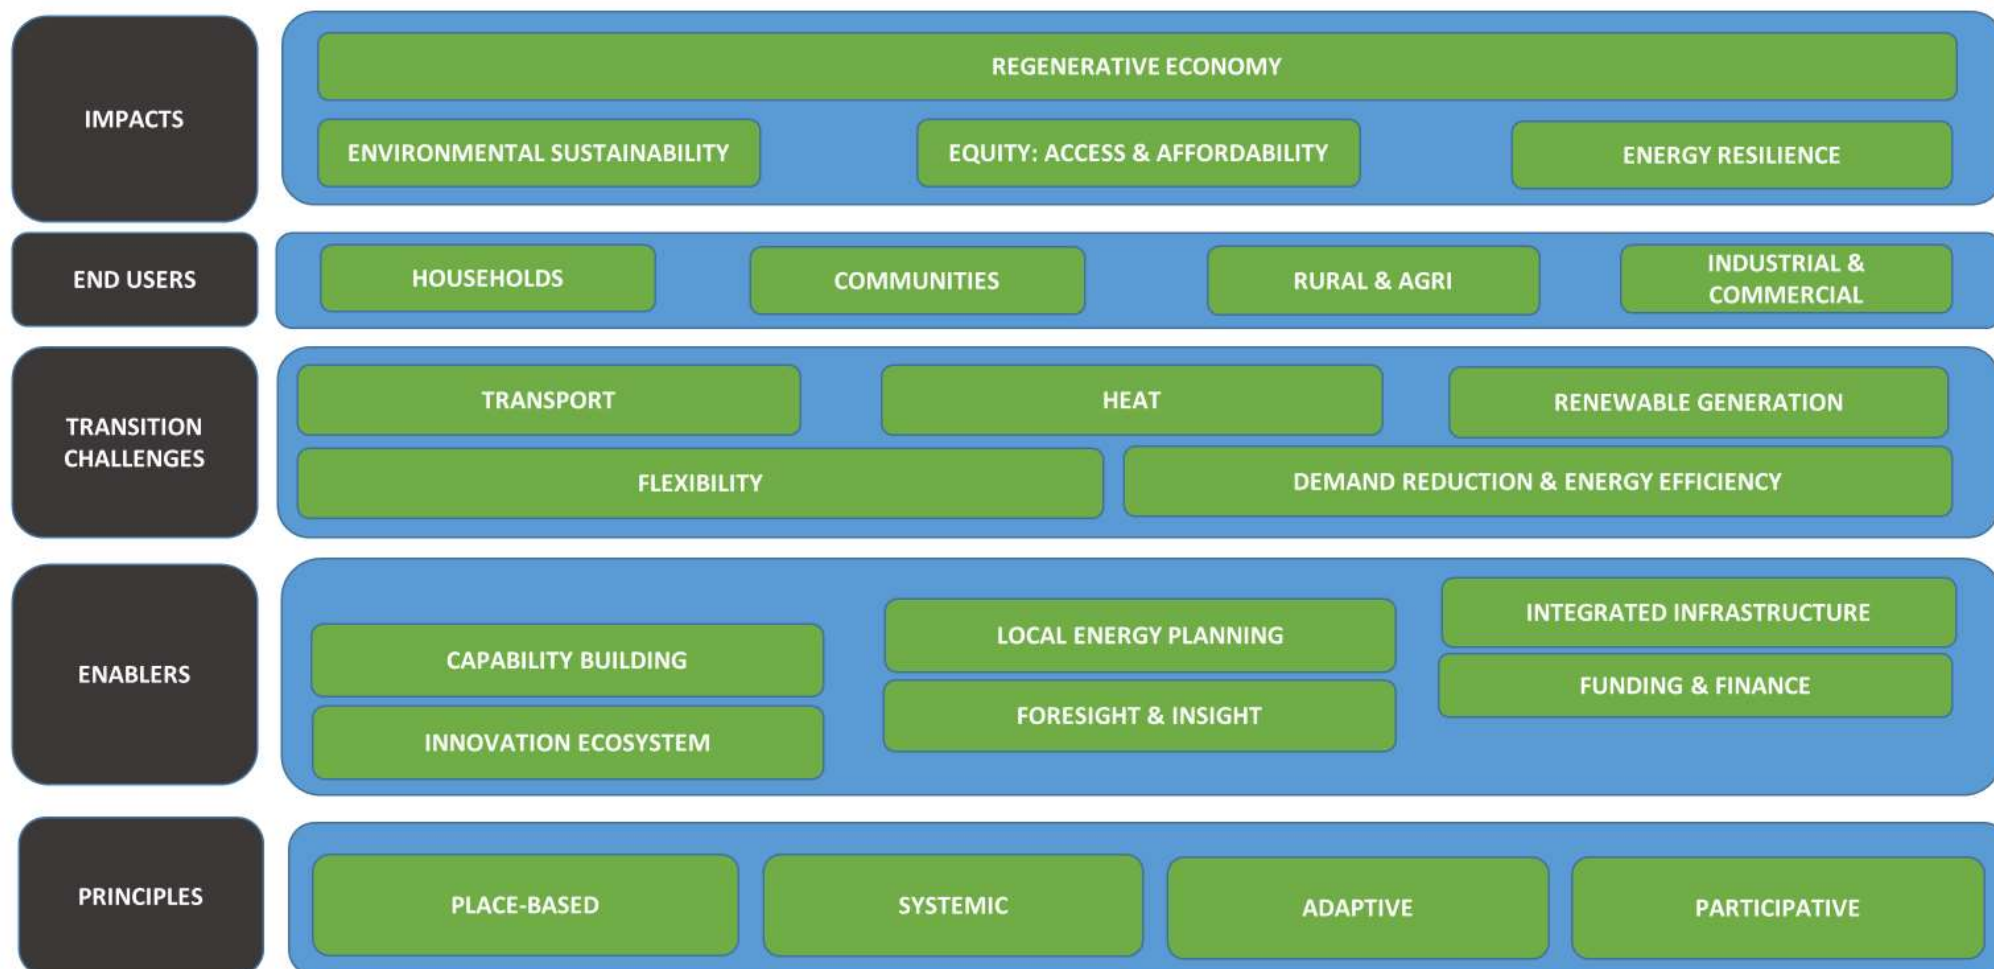 IMPACTS
REGENERATIVE ECONOMY
ENVIRONMENTAL SUSTAINABILITY
EQUITY: ACCESS & AFFORDABILITY
ENERGY RESILIENCE
END USERS
HOUSEHOLDS
COMMUNITIES
RURAL & AGRI
INDUSTRIAL &
COMMERCIAL
TRANSITION
CHALLENGES
TRANSPORT
HEAT
RENEWABLE GENERATION
FLEXIBILITY
DEMAND REDUCTION & ENERGY EFFICIENCY
ENABLERS
CAPABILITY BUILDING
INNOVATION ECOSYSTEM
LOCAL ENERGY PLANNING
FORESIGHT & INSIGHT
INTEGRATED INFRASTRUCTURE
FUNDING & FINANCE
PRINCIPLES
PLACE-BASED
SYSTEMIC
ADAPTIVE
PARTICIPATIVE